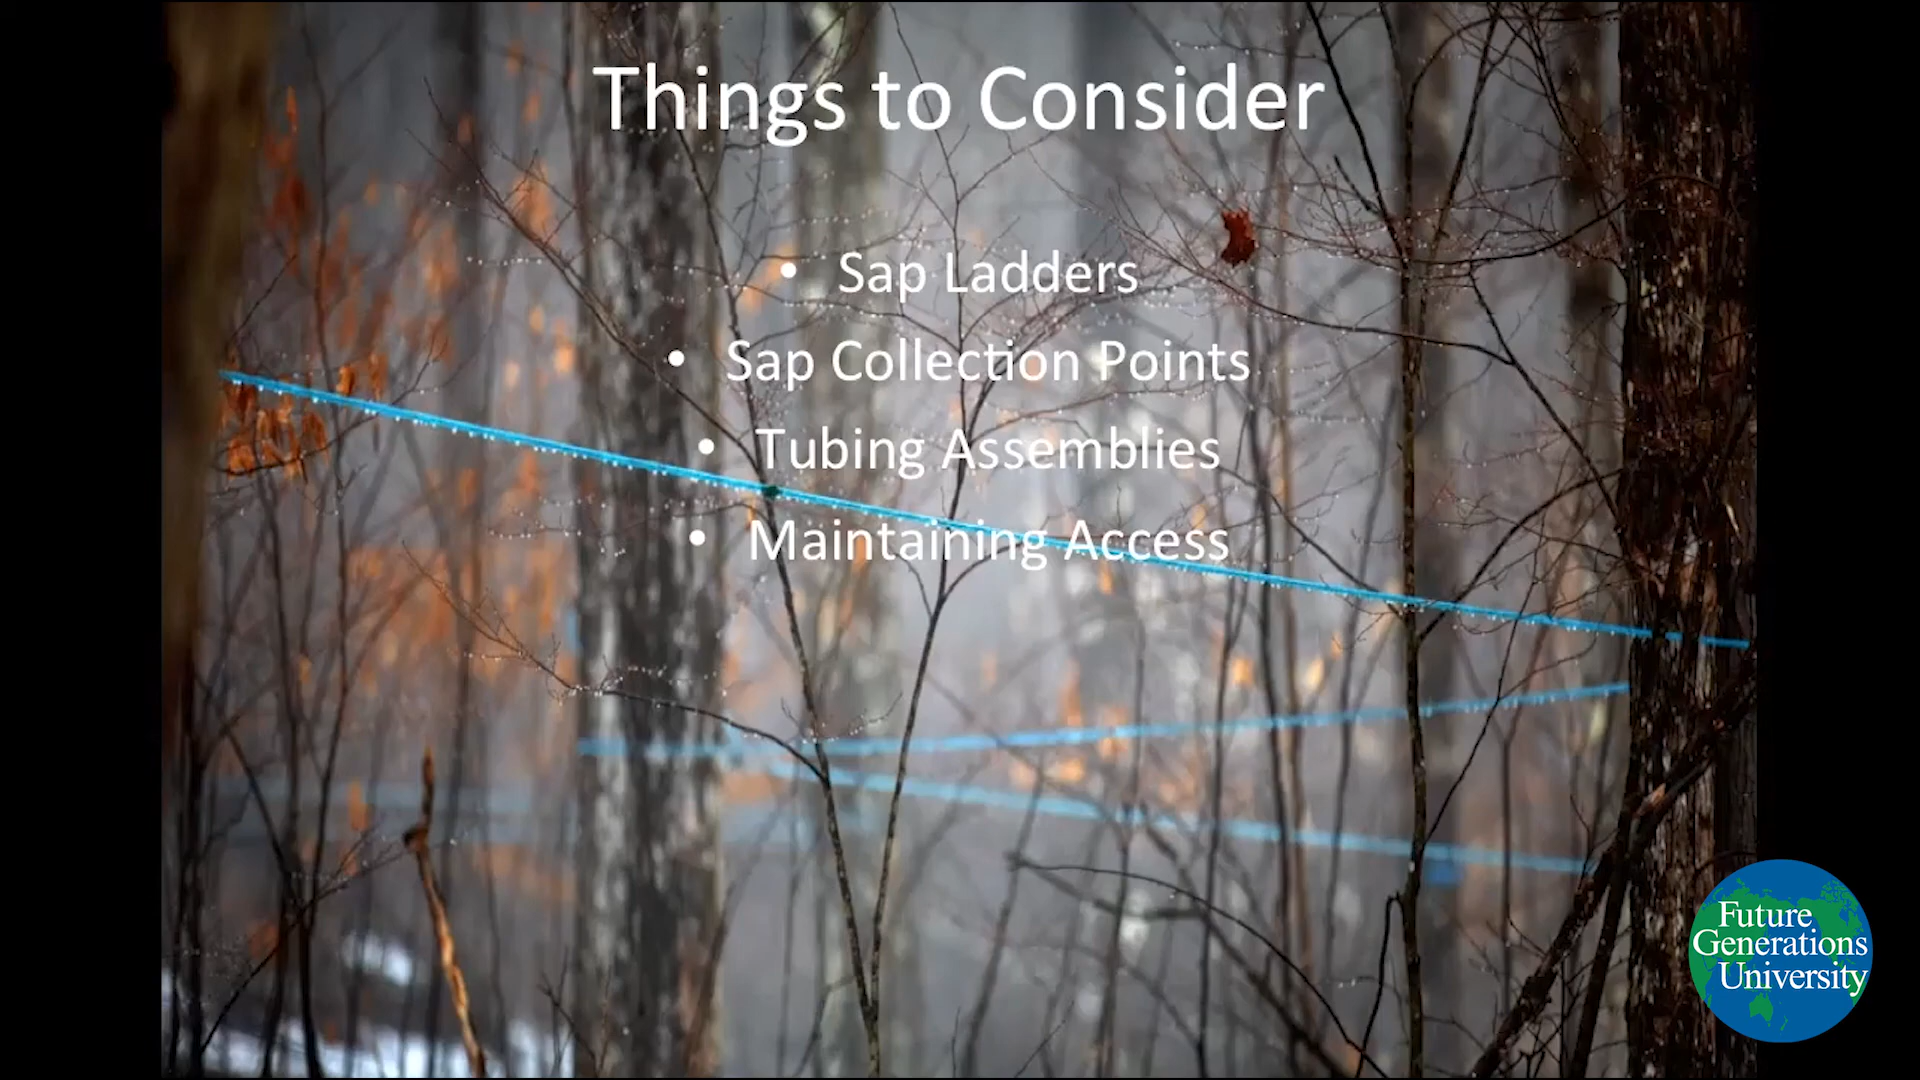 Things to Consider
• Sap Ladders
• Sap Collection Points
• Tubing Assemblies
• Maintaining Access
Future
Generations
University